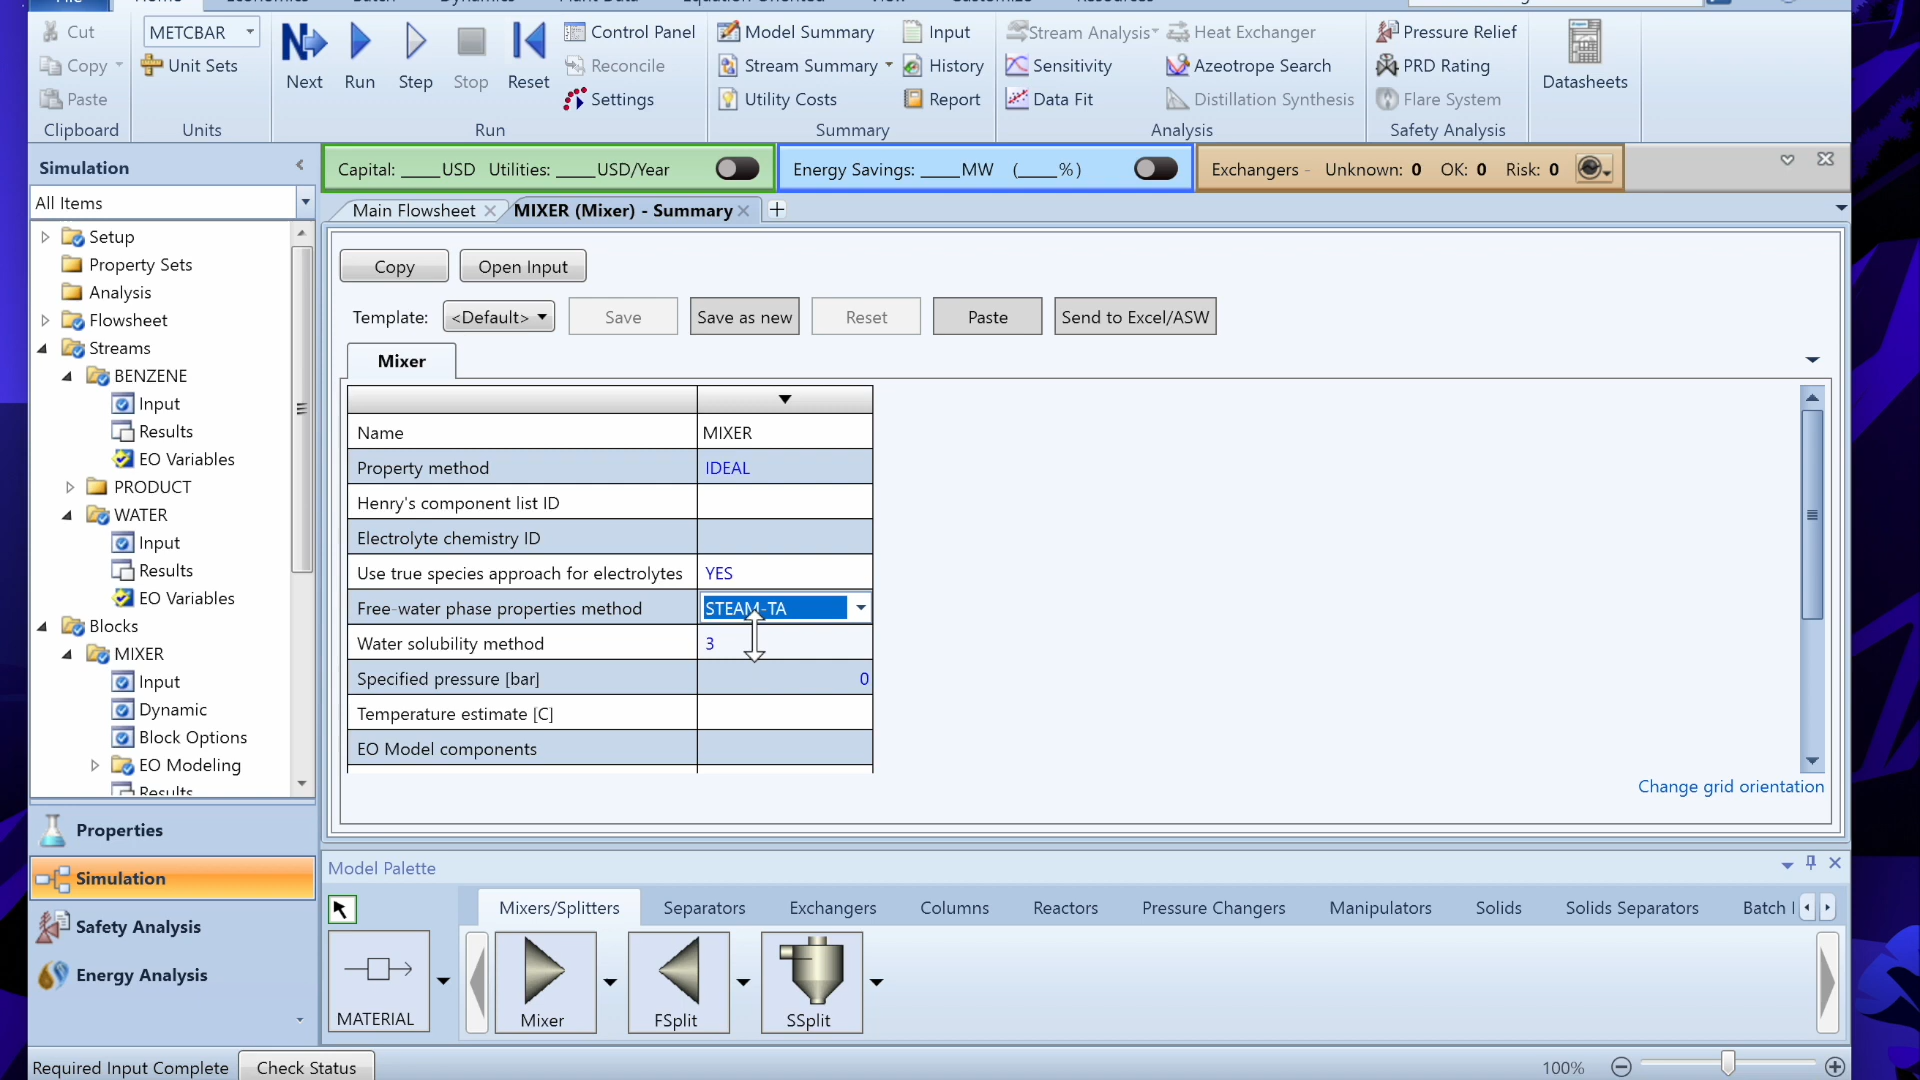 Cut
Copy
Paste
Clipboard
METCBAR
Unit Sets
Units
Next
Run
Step
Stop
Reset
Control Panel
Reconcile
Settings
Run
Model Summary
Stream Summary
Utility Costs
Input
History
Report
Summary
Stream Analysis
Sensitivity
Data Fit
Heat Exchanger
Azeotrope Search
Distillation Synthesis
Analysis
Pressure Relief
PRD Rating
Flare System
Safety Analysis
Datasheets
Simulation
All Items
Setup
Property Sets
Analysis
Flowsheet
Streams
BENZENE
Input
Results
EO Variables
PRODUCT
WATER
Input
Results
EO Variables
Blocks
MIXER
Input
Dynamic
Block Options
EO Modeling
Results
Properties
Simulation
Safety Analysis
Energy Analysis
Capital: ____USD Utilities: ____USD/Year
Energy Savings: ____MW (____%)
Exchangers - Unknown: 0 OK: 0 Risk: 0
Main Flowsheet
MIXER (Mixer) - Summary
Copy
Open Input
Template: <Default>
Save
Save as new
Reset
Paste
Send to Excel/ASW
Mixer
Name MIXER
Property method IDEAL
Henry's component list ID
Electrolyte chemistry ID
Use true species approach for electrolytes YES
Free-water phase properties method STEAM-TA
Water solubility method 3
Specified pressure [bar] 0
Temperature estimate [C]
EO Model components
Change grid orientation
Model Palette
Mixers/Splitters
Separators
Exchangers
Columns
Reactors
Pressure Changers
Manipulators
Solids
Solids Separators
Batch
MATERIAL
Mixer
FSplit
SSplit
Required Input Complete
Check Status
100%